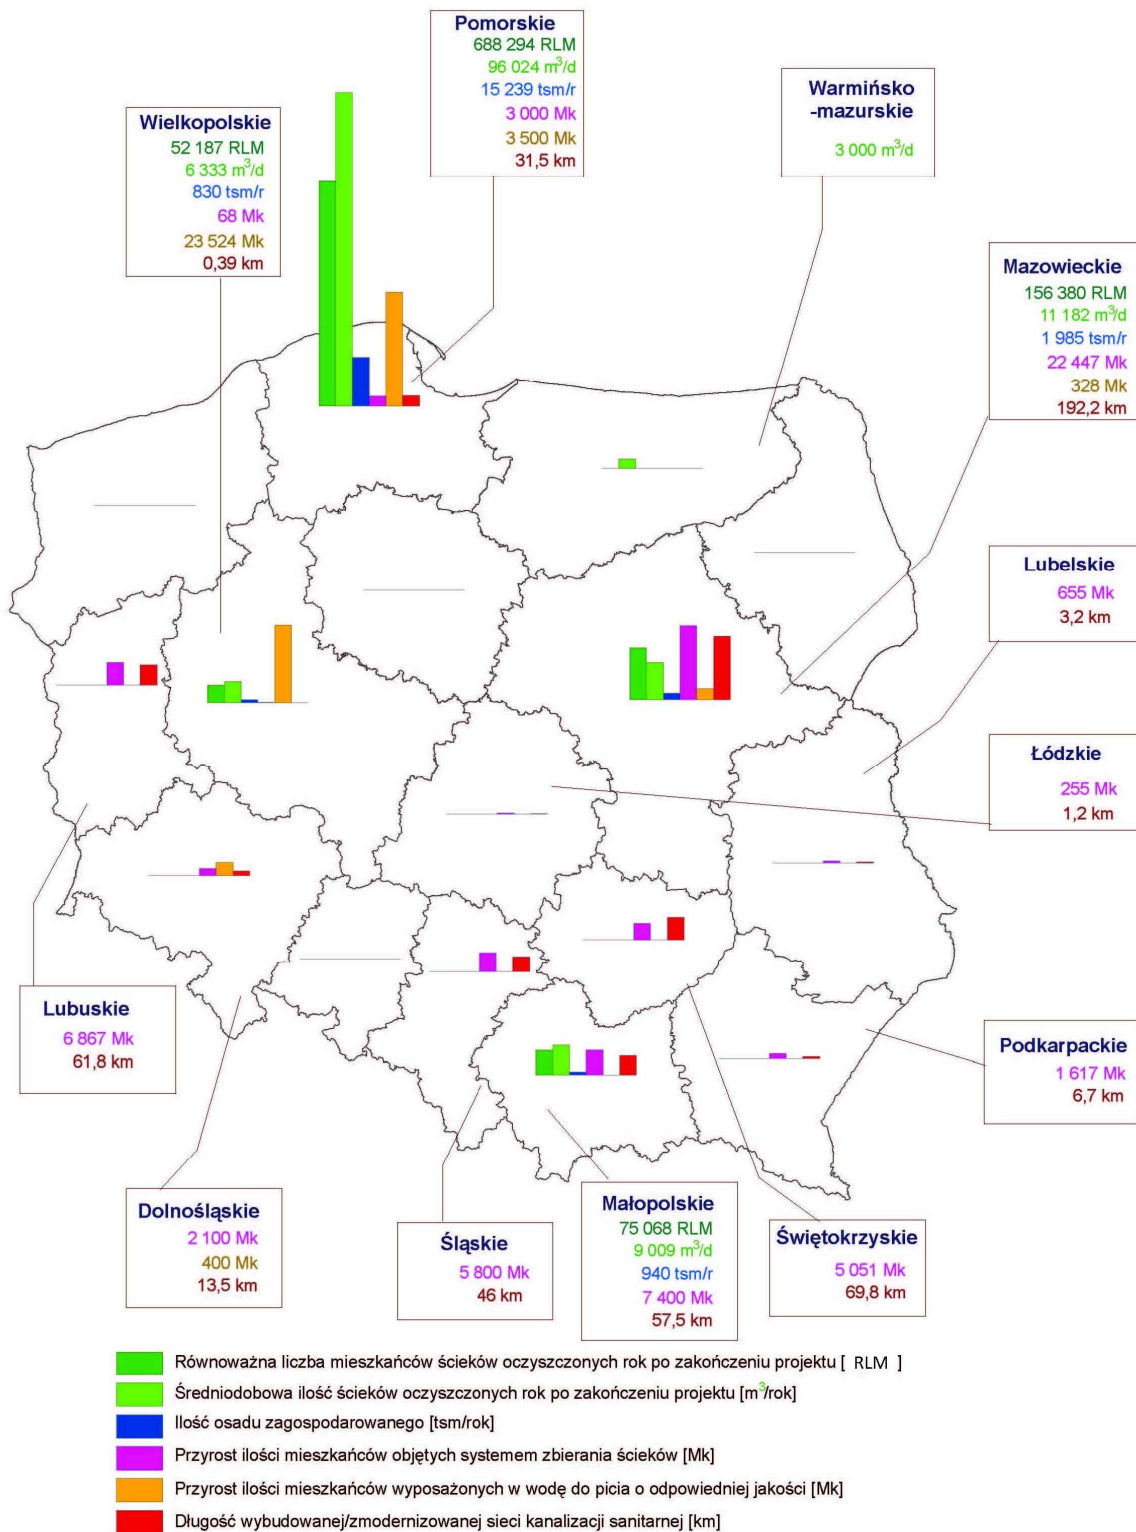 Pomorskie
688 294 RLM
96 024 m³/d
15 239 tsm/r
3 000 Mk
3 500 Mk
31,5 km
Warmińsko
-mazurskie
3 000 m³/d
Wielkopolskie
52 187 RLM
6 333 m³/d
830 tsm/r
68 Mk
23 524 Mk
0,39 km
Mazowieckie
156 380 RLM
11 182 m³/d
1 985 tsm/r
22 447 Mk
328 Mk
192,2 km
Lubelskie
655 Mk
3,2 km
Łódzkie
255 Mk
1,2 km
Lubuskie
6 867 Mk
61,8 km
Podkarpackie
1 617 Mk
6,7 km
Dolnośląskie
2 100 Mk
400 Mk
13,5 km
Śląskie
5 800 Mk
46 km
Małopolskie
75 068 RLM
9 009 m³/d
940 tsm/r
7 400 Mk
57,5 km
Świętokrzyskie
5 051 Mk
69,8 km
Równoważna liczba mieszkańców ścieków oczyszczonych rok po zakończeniu projektu [ RLM ]
Średniodobowa ilość ścieków oczyszczonych rok po zakończeniu projektu [m³/rok]
Ilość osadu zagospodarowanego [tsm/rok]
Przyrost ilości mieszkańców objętych systemem zbierania ścieków [Mk]
Przyrost ilości mieszkańców wyposażonych w wodę do picia o odpowiedniej jakości [Mk]
Długość wybudowanej/zmodernizowanej sieci kanalizacji sanitarnej [km]